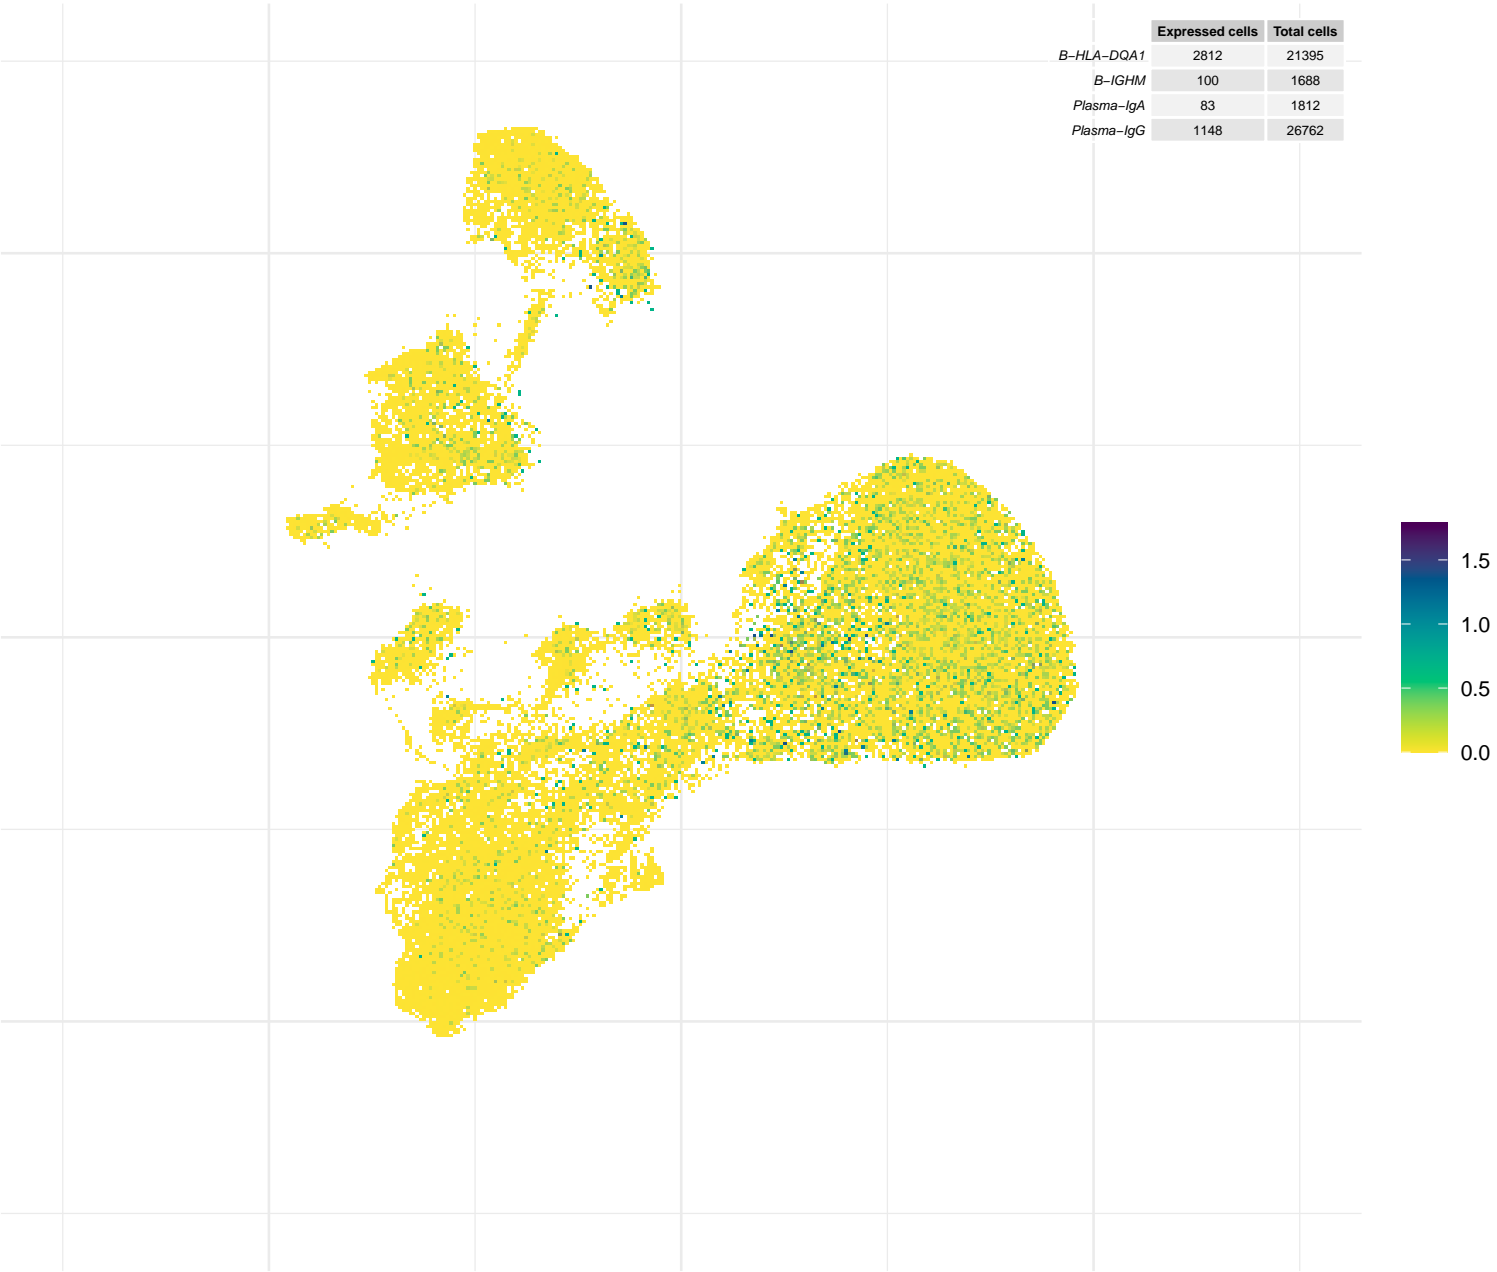 Expressed cells Total cells
B−HLA−DQA1 2812 21395
B−IGHM 100 1688
Plasma−IgA 83 1812
Plasma−IgG 1148 26762
1.5
1.0
0.5
0.0